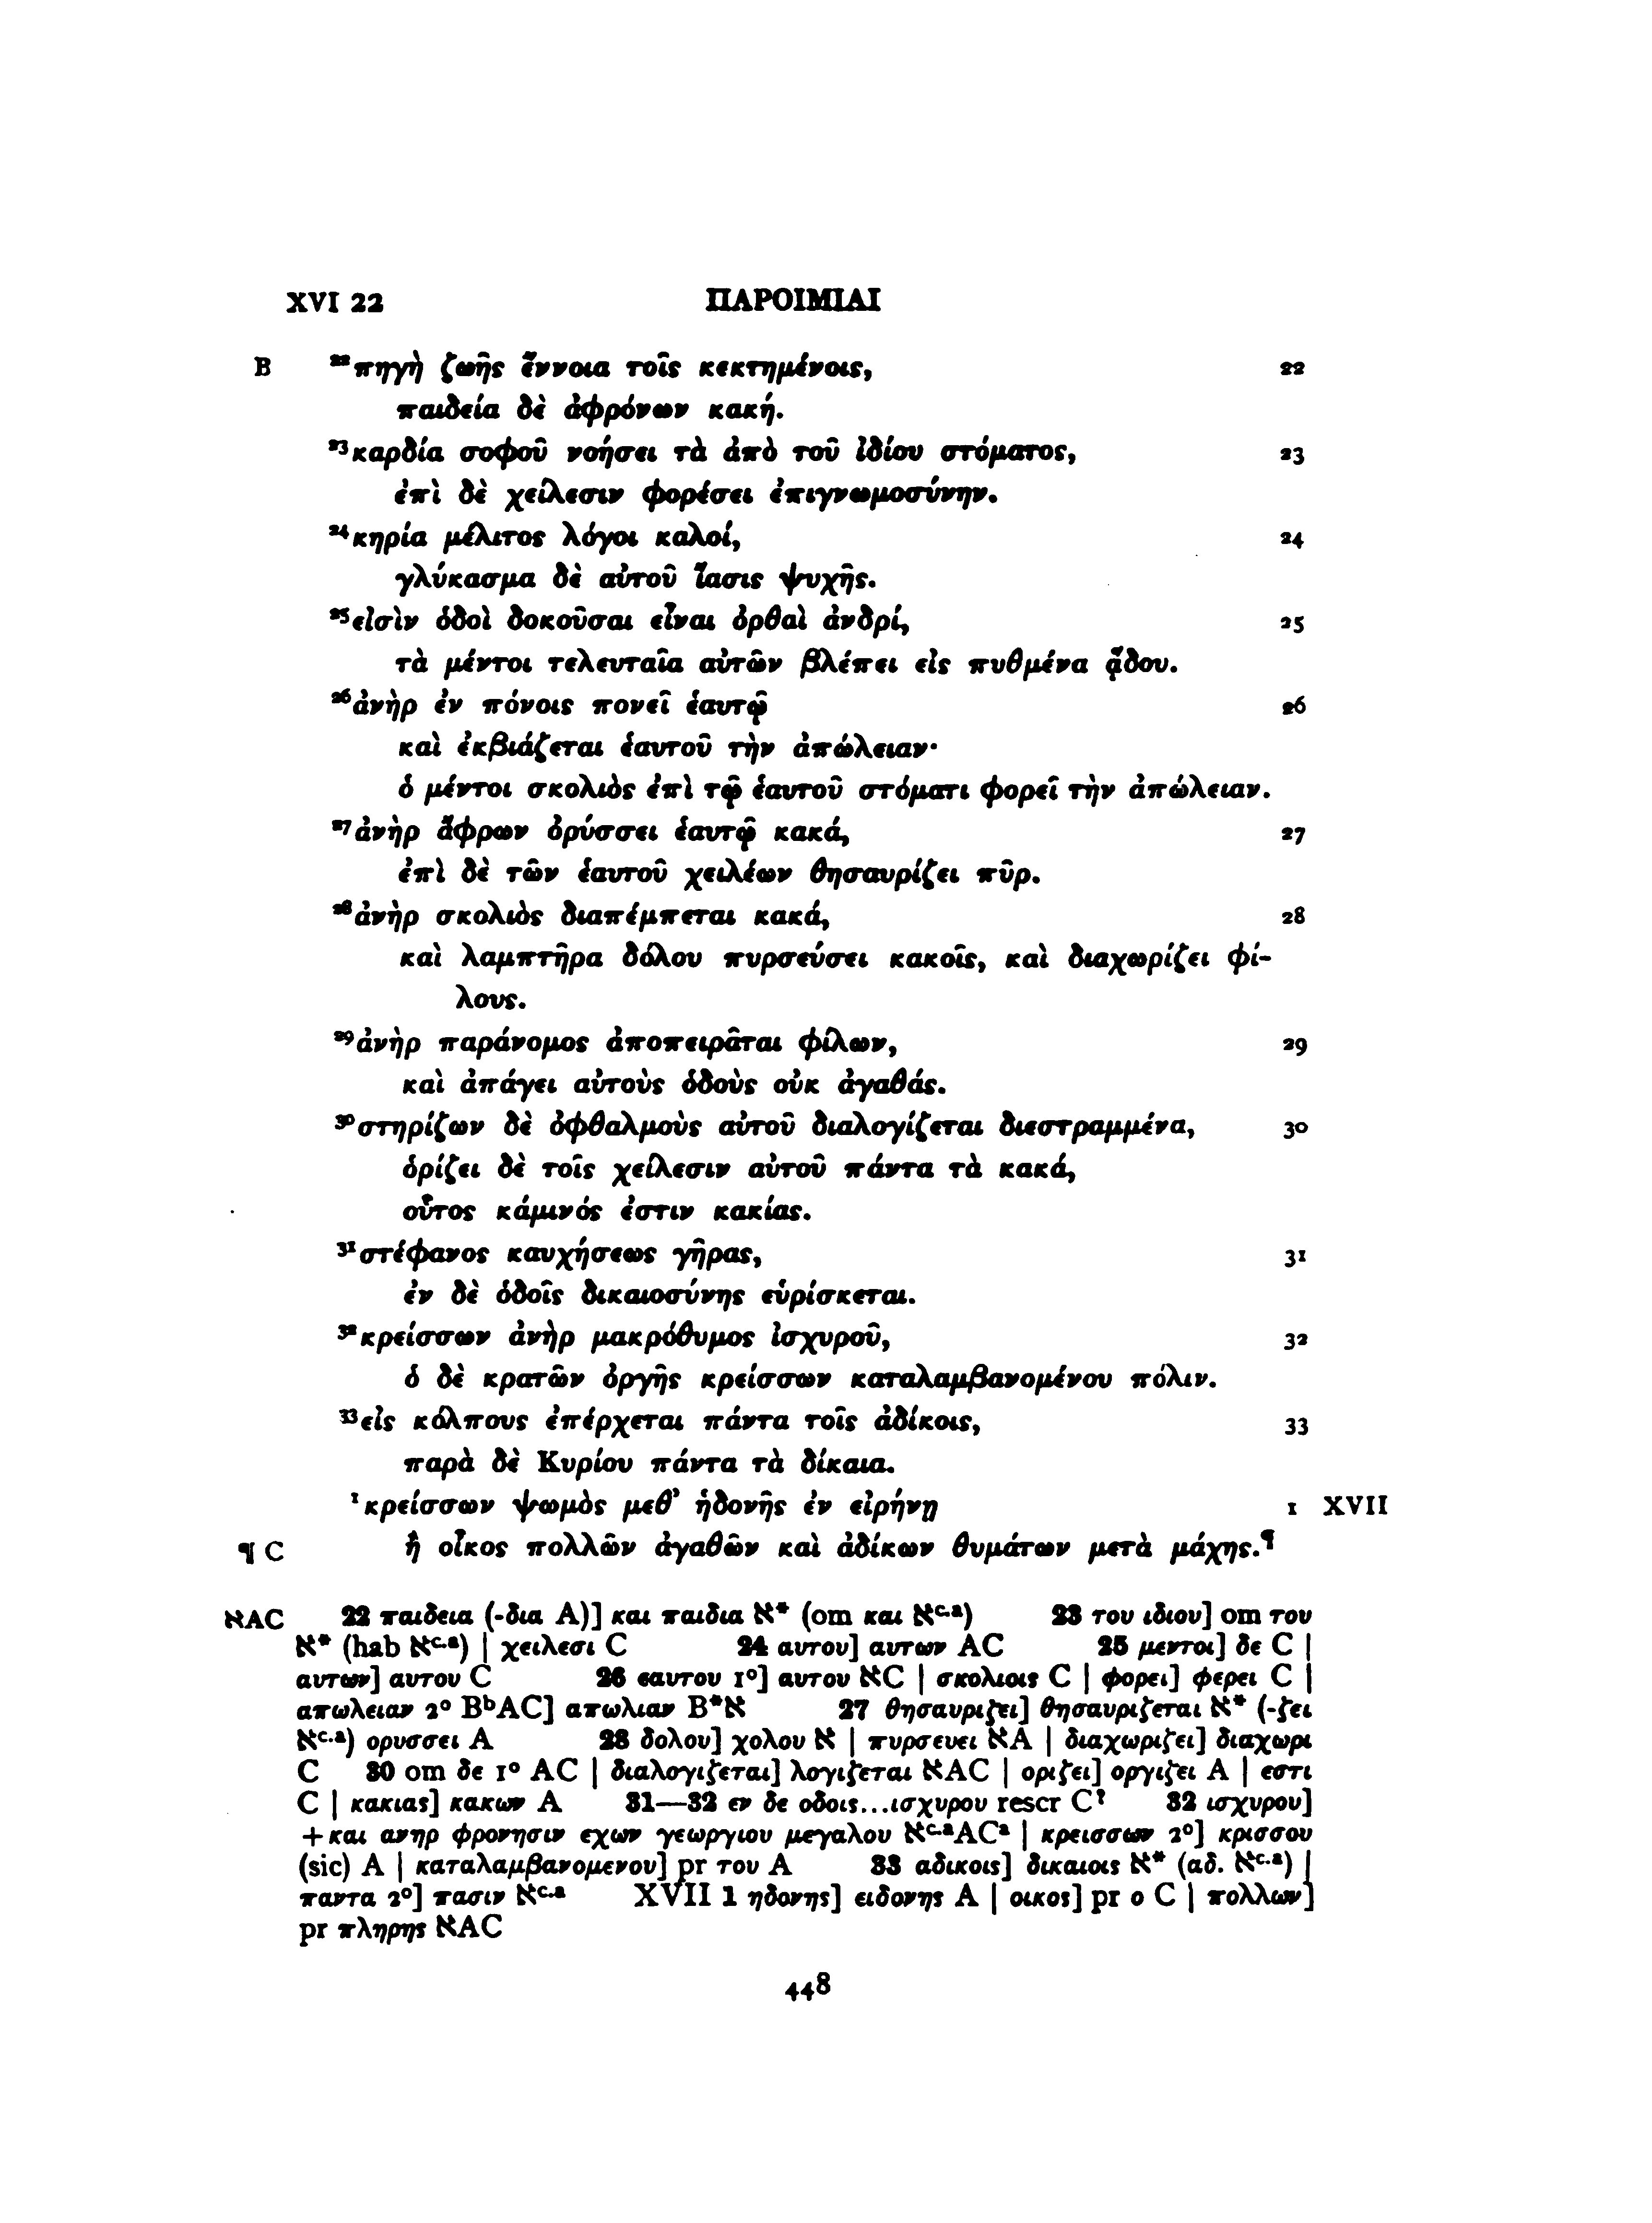 XVI 22 ΠΑΡΟΙΜΙΑΙ
B ²²πηγὴ ζωῆς ἔννοια τοῖς κεκτημένοις, 22
παιδεία δὲ ἀφρόνων κακή.
²³καρδία σοφοῦ νοήσει τὰ ἀπὸ τοῦ ἰδίου στόματος, 23
ἐπὶ δὲ χείλεσιν φορέσει ἐπιγνωμοσύνην.
²⁴κηρία μέλιτος λόγοι καλοί, 24
γλύκασμα δὲ αὐτοῦ ἴασις ψυχῆς.
²⁵εἰσὶν ὁδοὶ δοκοῦσαι εἶναι ὀρθαὶ ἀνδρί, 25
τὰ μέντοι τελευταῖα αὐτῶν βλέπει εἰς πυθμένα ᾅδου.
²⁶ἀνὴρ ἐν πόνοις πονεῖ ἑαυτῷ 26
καὶ ἐκβιάζεται ἑαυτοῦ τὴν ἀπώλειαν·
ὁ μέντοι σκολιὸς ἐπὶ τῷ ἑαυτοῦ στόματι φορεῖ τὴν ἀπώλειαν.
²⁷ἀνὴρ ἄφρων ὀρύσσει ἑαυτῷ κακά, 27
ἐπὶ δὲ τῶν ἑαυτοῦ χειλέων θησαυρίζει πῦρ.
²⁸ἀνὴρ σκολιὸς διαπέμπεται κακά, 28
καὶ λαμπτῆρα δόλου πυρσεύσει κακοῖς, καὶ διαχωρίζει φί-
λους.
²⁹ἀνὴρ παράνομος ἀποπειρᾶται φίλων, 29
καὶ ἀπάγει αὐτοὺς ὁδοὺς οὐκ ἀγαθάς.
³⁰στηρίζων δὲ ὀφθαλμοὺς αὐτοῦ διαλογίζεται διεστραμμένα, 30
ὁρίζει δὲ τοῖς χείλεσιν αὐτοῦ πάντα τὰ κακά,
οὗτος κάμινός ἐστιν κακίας.
³¹στέφανος καυχήσεως γῆρας, 31
ἐν δὲ ὁδοῖς δικαιοσύνης εὑρίσκεται.
³²κρείσσων ἀνὴρ μακρόθυμος ἰσχυροῦ, 32
ὁ δὲ κρατῶν ὀργῆς κρείσσων καταλαμβανομένου πόλιν.
³³εἰς κόλπους ἐπέρχεται πάντα τοῖς ἀδίκοις, 33
παρὰ δὲ Κυρίου πάντα τὰ δίκαια.
¹κρείσσων ψωμὸς μεθ' ἡδονῆς ἐν εἰρήνῃ 1 XVII
¶ C ἢ οἶκος πολλῶν ἀγαθῶν καὶ ἀδίκων θυμάτων μετὰ μάχης.¶
ℵAC 22 παιδεια (-δια A)] και παιδια ℵ* (om και ℵᶜ·ᵃ) 23 του ιδιου] om του
ℵ* (hab ℵᶜ·ᵃ) | χειλεσι C 24 αυτου] αυτων AC 25 μεντοι] δε C |
αυτων] αυτου C 26 εαυτου 1°] αυτου ℵC | σκολιοις C | φορει] φερει C |
απωλειαν 2° BᵇAC] απωλιαν B*ℵ 27 θησαυριζει] θησαυριζεται ℵ* (-ζει
ℵᶜ·ᵃ) ορυσσει A 28 δολου] χολου ℵ | πυρσευει ℵA | διαχωριζει] διαχωρι
C 30 om δε 1° AC | διαλογιζεται] λογιζεται ℵAC | οριζει] οργιζει A | εστι
C | κακιας] κακων A 31—32 εν δε οδοις...ισχυρου rescr C? 32 ισχυρου]
+και ανηρ φρονησιν εχων γεωργιου μεγαλου ℵᶜ·ᵃACᵃ | κρεισσων 2°] κρισσου
(sic) A | καταλαμβανομενου] pr του A 33 αδικοις] δικαιοις ℵ* (αδ. ℵᶜ·ᵃ) |
παντα 2°] πασιν ℵᶜ·ᵃ XVII 1 ηδονης] ειδονης A | οικος] pr ο C | πολλων]
pr πληρης ℵAC
448